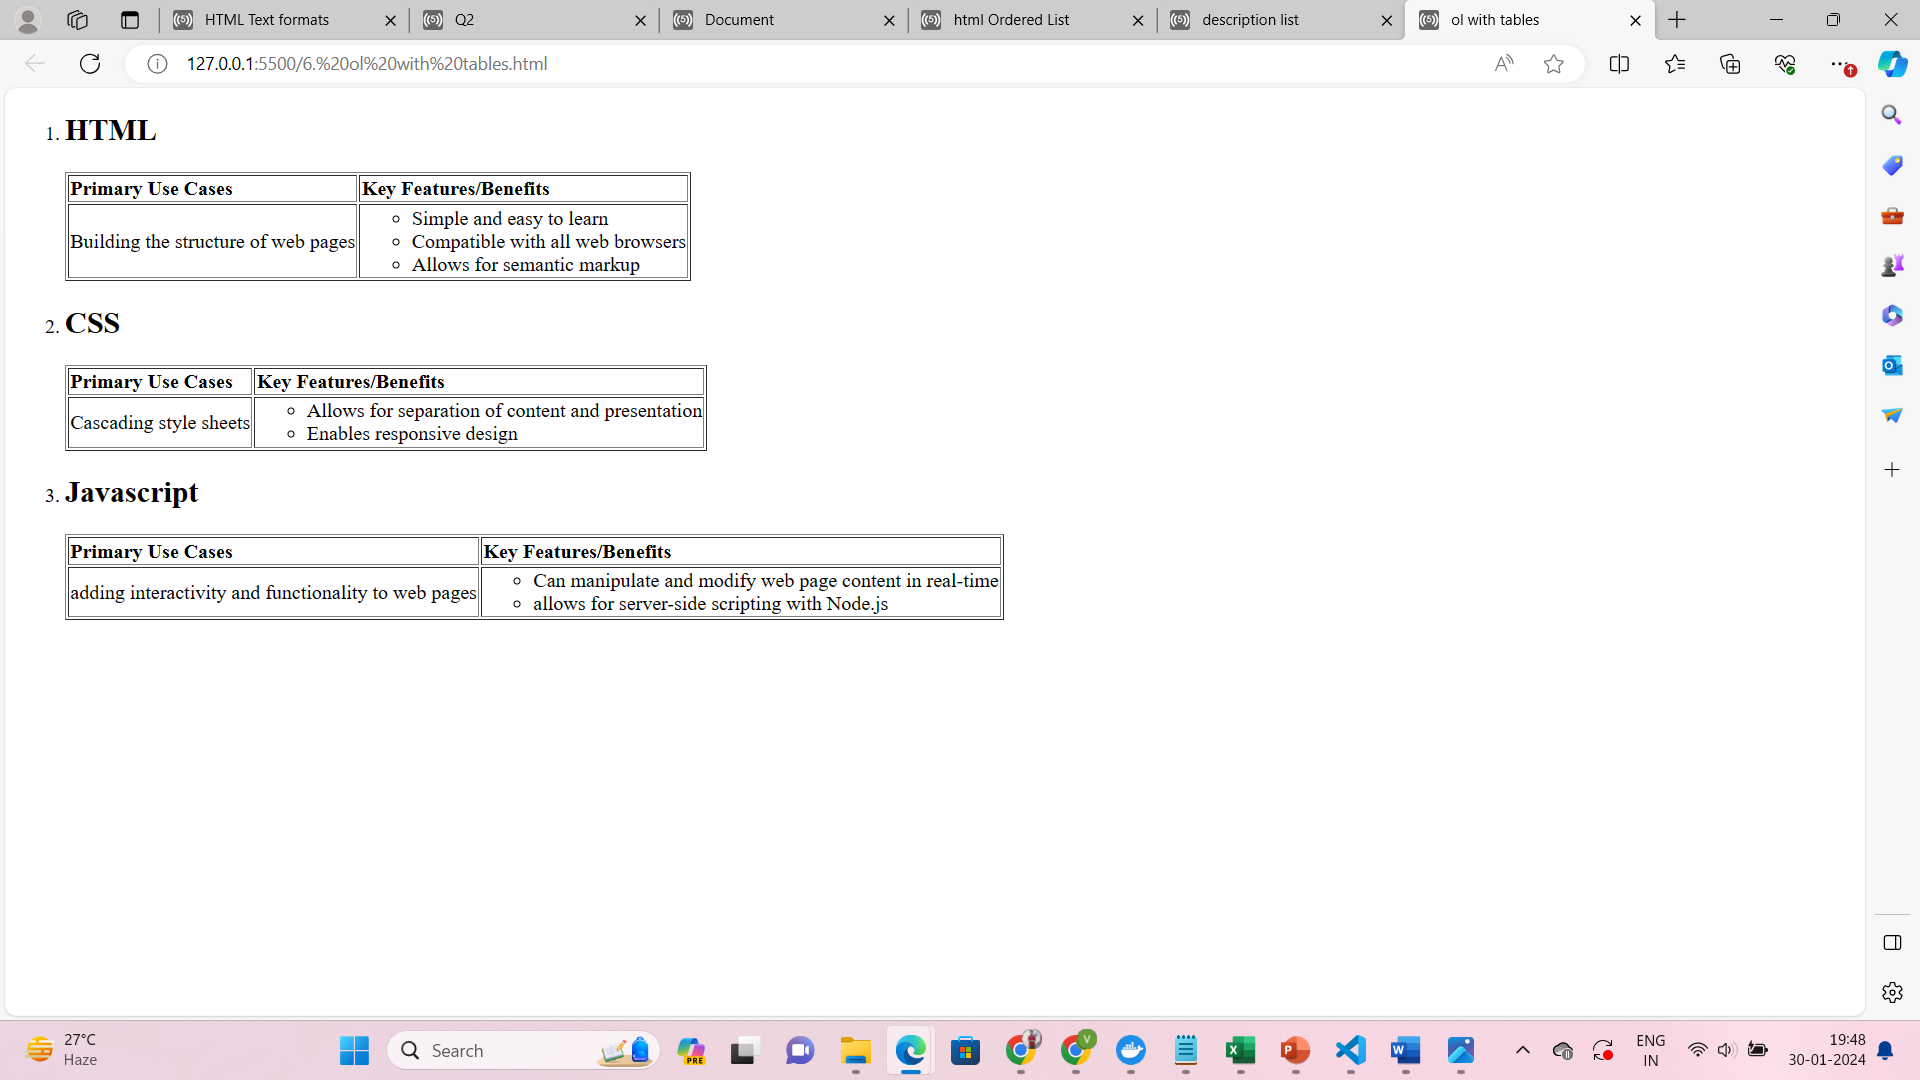 HTML Text formats
Q2
Document
html Ordered List
description list
ol with tables
127.0.0.1:5500/6.%20ol%20with%20tables.html
1. HTML
Primary Use Cases Key Features/Benefits
Building the structure of web pages
Simple and easy to learn
Compatible with all web browsers
Allows for semantic markup
2. CSS
Primary Use Cases Key Features/Benefits
Cascading style sheets
Allows for separation of content and presentation
Enables responsive design
3. Javascript
Primary Use Cases Key Features/Benefits
adding interactivity and functionality to web pages
Can manipulate and modify web page content in real-time
allows for server-side scripting with Node.js
27°C
Haze
Search
PRE
V
ENG
IN
19:48
30-01-2024